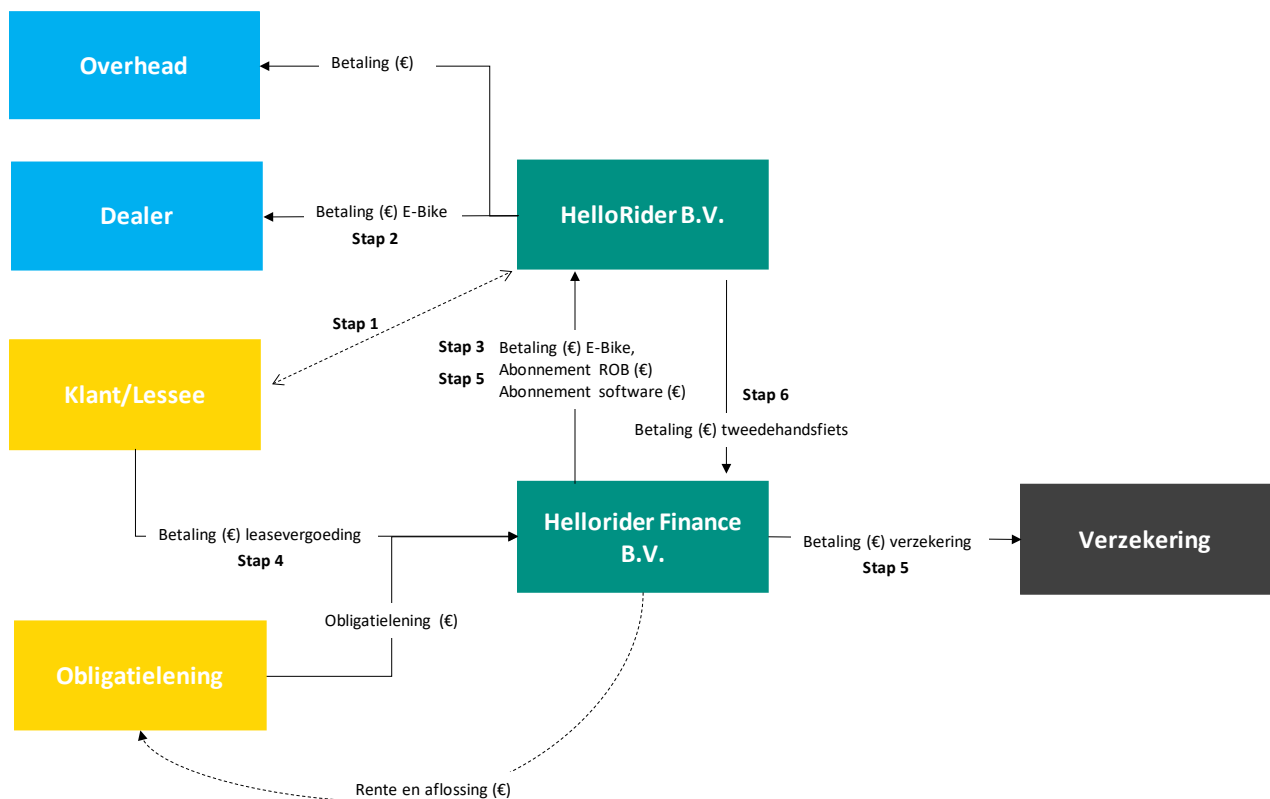 Overhead
Betaling (€)
Dealer
Betaling (€) E-Bike
Stap 2
HelloRider B.V.
Stap 1
Klant/Lessee
Stap 3 Betaling (€) E-Bike,
Abonnement ROB (€)
Stap 5
Abonnement software (€)
Stap 6
Betaling (€) tweedehandsfiets
Betaling (€) leasevergoeding
Stap 4
Hellorider Finance
B.V.
Betaling (€) verzekering
Stap 5
Verzekering
Obligatielening (€)
Obligatielening
Rente en aflossing (€)